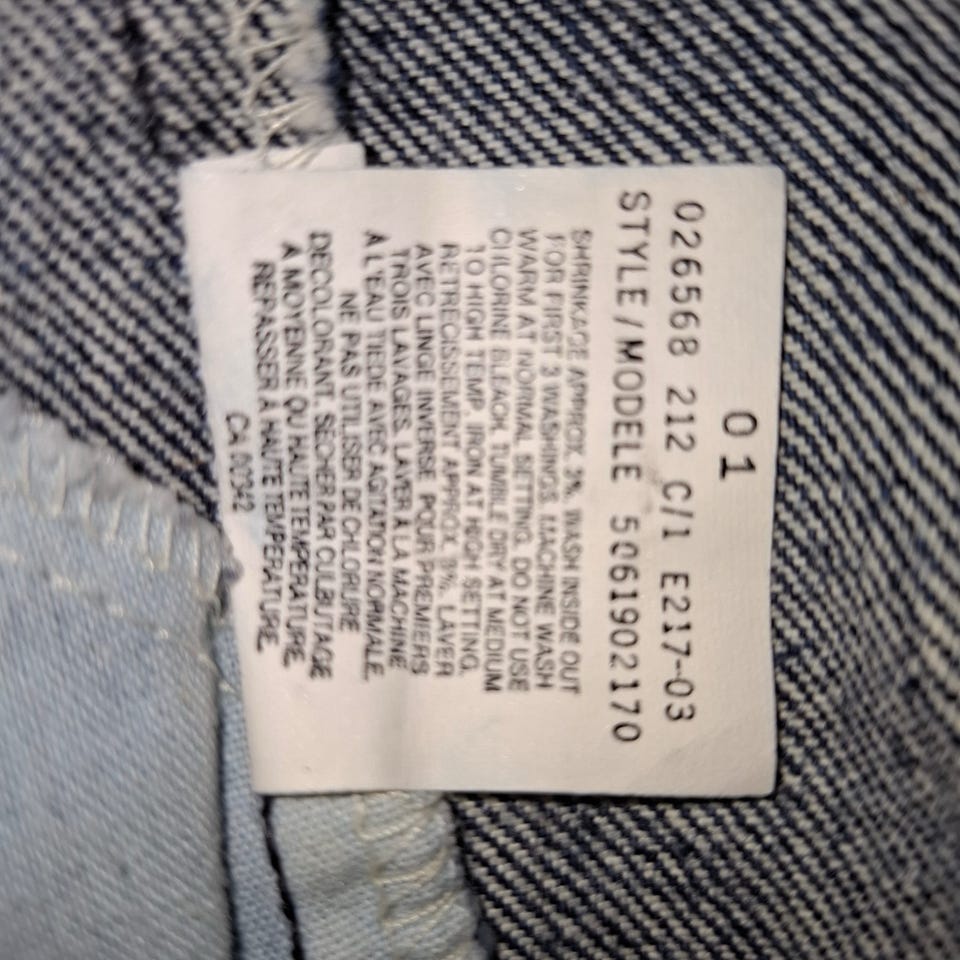 01
026568 212 C/1 E217-03
STYLE/MODELE 5061902170
SHRINKAGE APPROX. 3%. WASH INSIDE OUT
FOR FIRST 3 WASHINGS. MACHINE WASH
WARM AT NORMAL SETTING. DO NOT USE
CHLORINE BLEACH. TUMBLE DRY AT MEDIUM
TO HIGH TEMP. IRON AT HIGH SETTING.
RETRECISSEMENT APPROX. 3%. LAVER
AVEC LINGE INVERSE POUR PREMIERS
TROIS LAVAGES. LAVER À LA MACHINE
À L'EAU TIEDE AVEC AGITATION NORMALE.
NE PAS UTILISER DE CHLORURE
DECOLORANT. SECHER PAR CULBUTAGE
A MOYENNE OU HAUTE TEMPERATURE.
REPASSER À HAUTE TEMPERATURE.
CA 00342